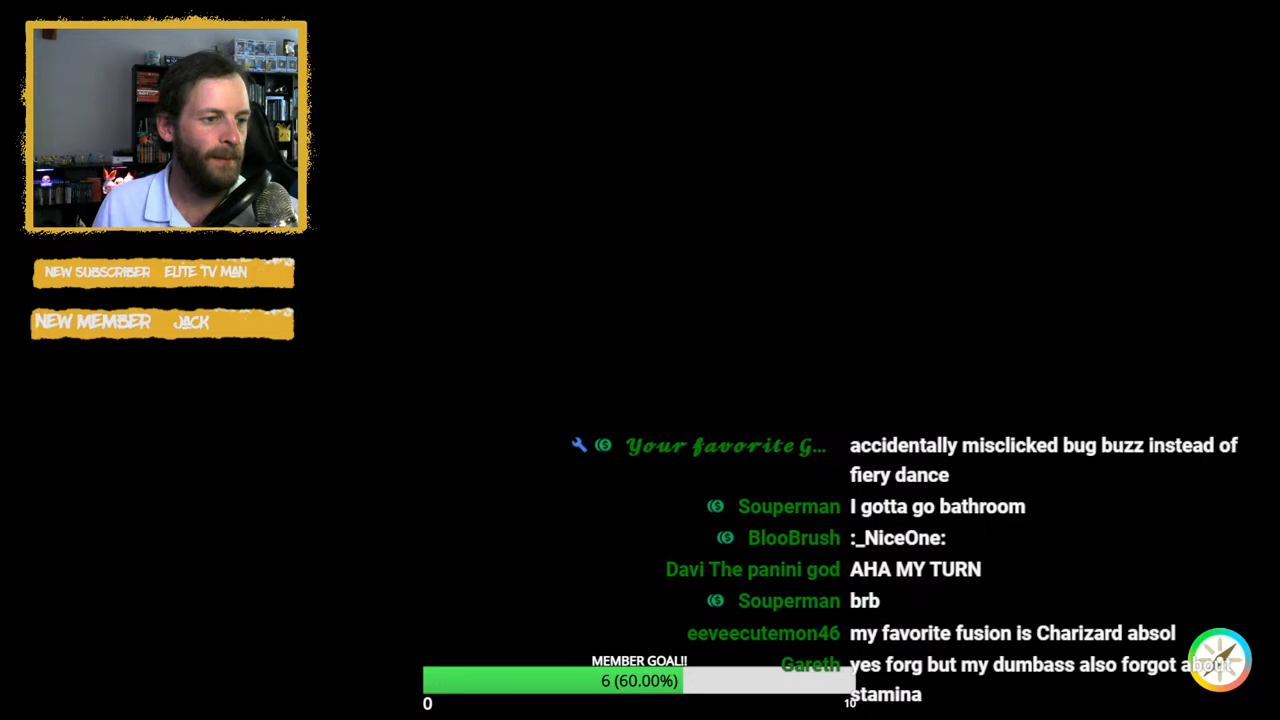 NEW SUBSCRIBER ELITE TV MAN
NEW MEMBER JACK
Your favorite G... accidentally misclicked bug buzz instead of
fiery dance
Souperman I gotta go bathroom
BlooBrush :_NiceOne:
Davi The panini god AHA MY TURN
Souperman brb
eeveecutemon46 my favorite fusion is Charizard absol
Gareth yes forg but my dumbass also forgot about
stamina
MEMBER GOAL!!
6 (60.00%)
0 10